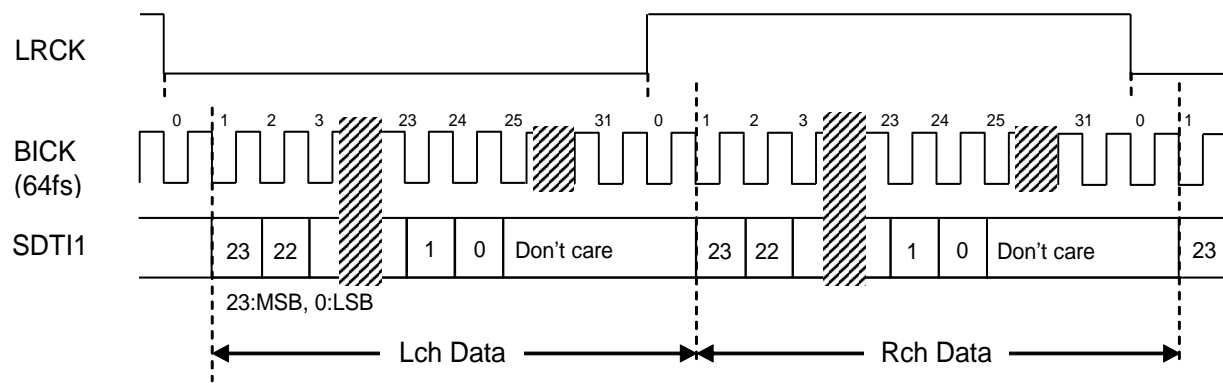 LRCK
0 1 2 3 23 24 25 31 0 1 2 3 23 24 25 31 0 1
BICK
(64fs)
SDTI1 23 22 1 0 Don't care 23 22 1 0 Don't care 23
23:MSB, 0:LSB
Lch Data Rch Data